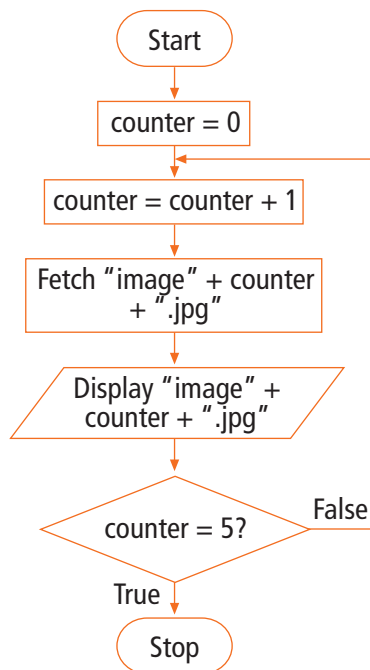 Start
counter = 0
counter = counter + 1
Fetch “image” + counter
+ “.jpg”
Display “image” +
counter + “.jpg”
counter = 5?
False
True
Stop